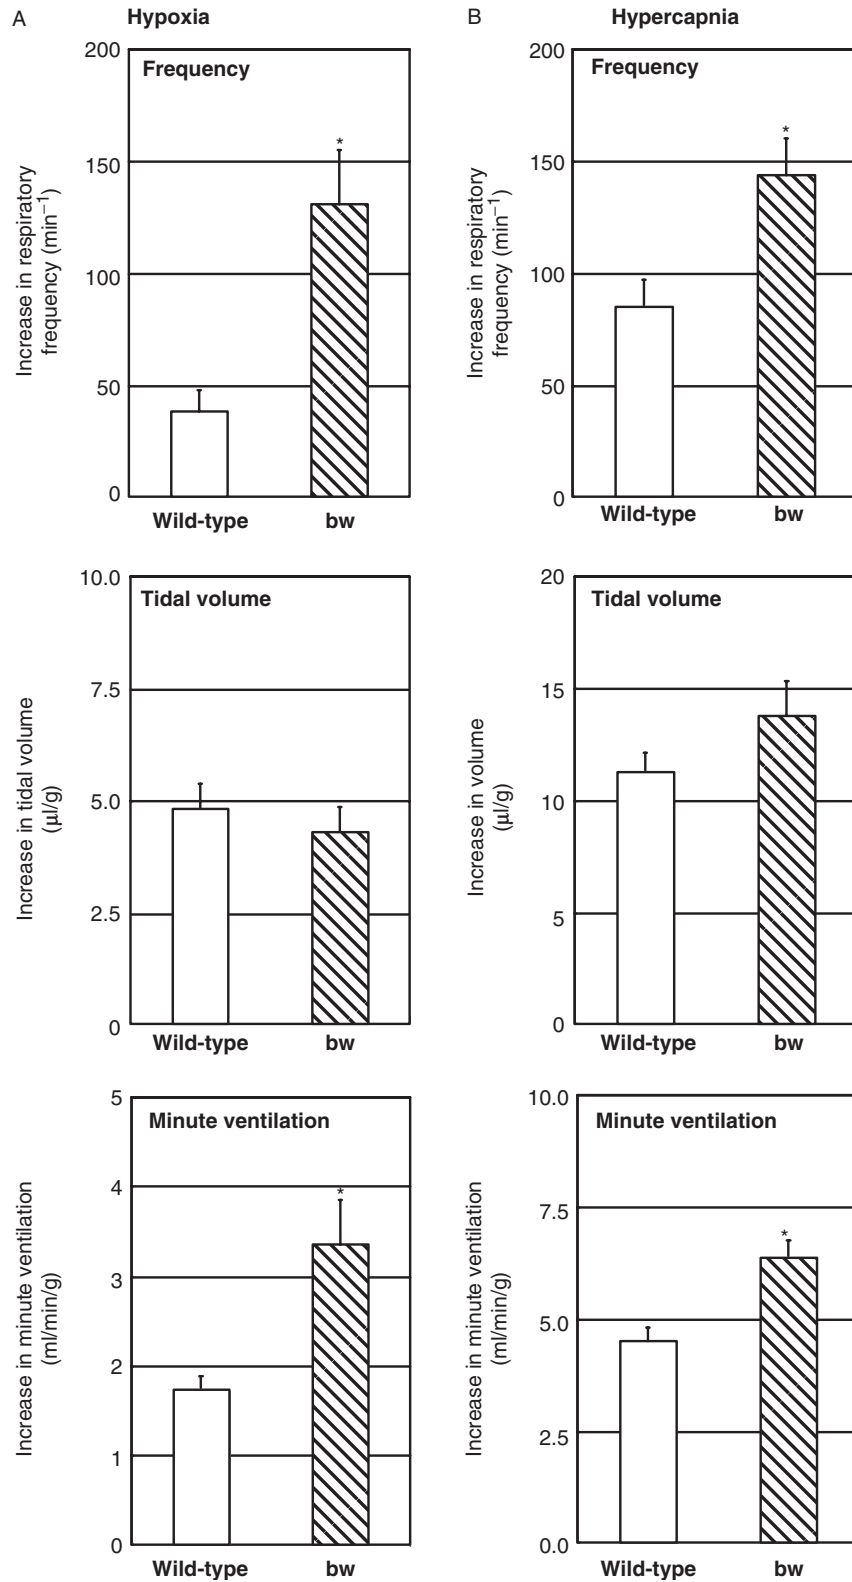 A
Hypoxia
Frequency
Increase in respiratory
frequency (min⁻¹)
200
150
100
50
0
*
Wild-type
bw
Tidal volume
Increase in tidal volume
(μl/g)
10.0
7.5
5.0
2.5
0
Wild-type
bw
Minute ventilation
Increase in minute ventilation
(ml/min/g)
5
4
3
2
1
0
*
Wild-type
bw
B
Hypercapnia
Frequency
Increase in respiratory
frequency (min⁻¹)
200
150
100
50
0
*
Wild-type
bw
Tidal volume
Increase in volume
(μl/g)
20
15
10
5
0
Wild-type
bw
Minute ventilation
Increase in minute ventilation
(ml/min/g)
10.0
7.5
5.0
2.5
0.0
*
Wild-type
bw